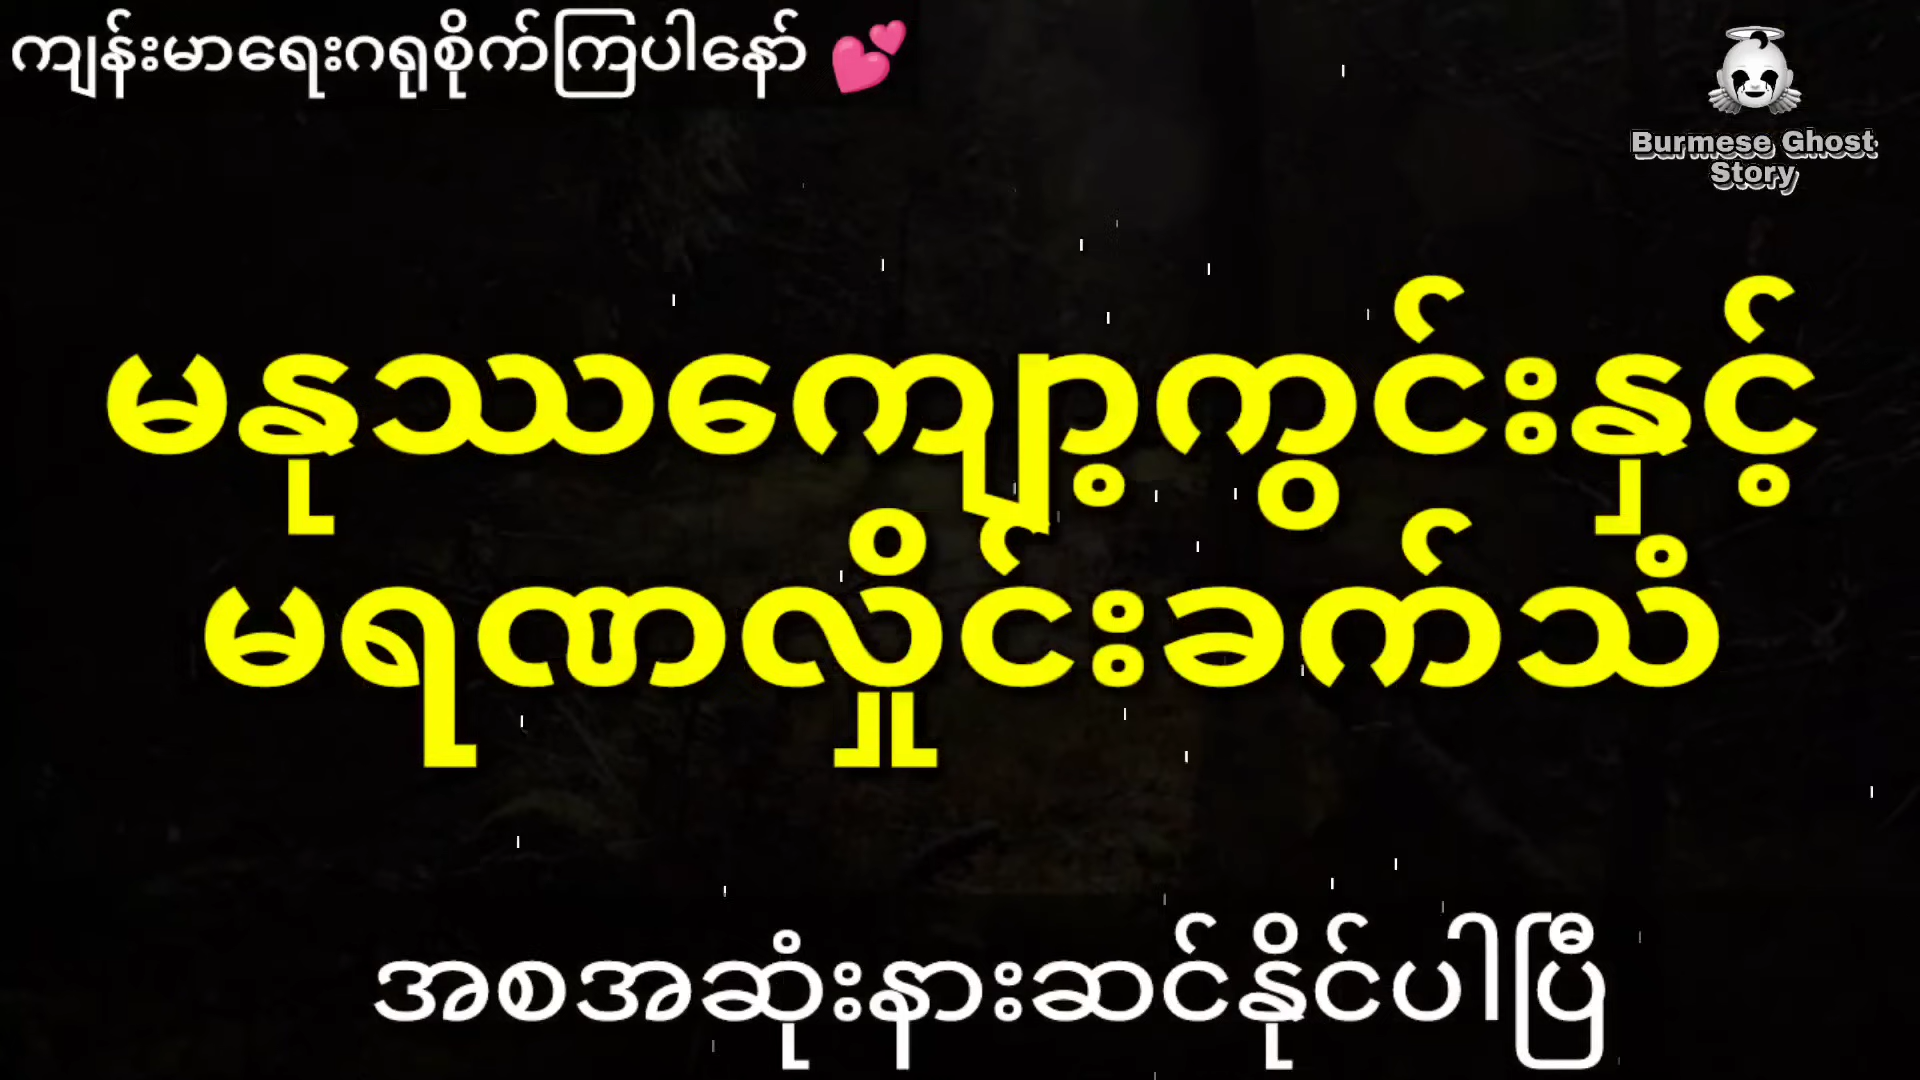 ကျန်းမာရေးဂရုစိုက်ကြပါနော် 💕
Burmese Ghost
Story
မနုဿကျော့ကွင်းနှင့်
မရဏလှိုင်းခက်သံ
အစအဆုံးနားဆင်နိုင်ပါပြီ